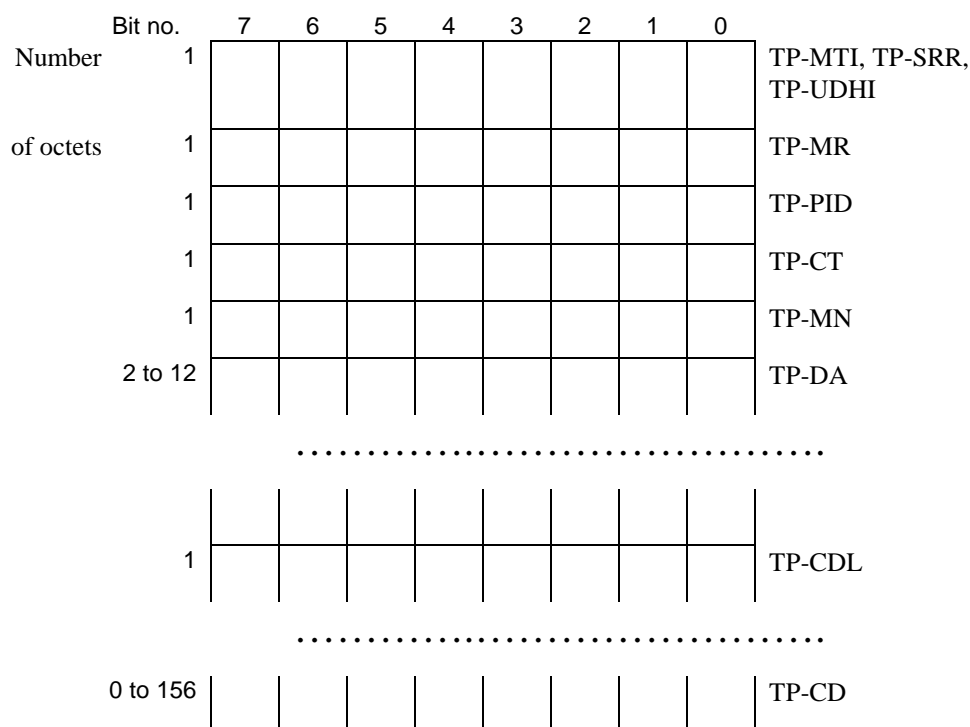 Bit no. 7 6 5 4 3 2 1 0
Number 1 TP-MTI, TP-SRR,
TP-UDHI
of octets 1 TP-MR
1 TP-PID
1 TP-CT
1 TP-MN
2 to 12 TP-DA
1 TP-CDL
0 to 156 TP-CD